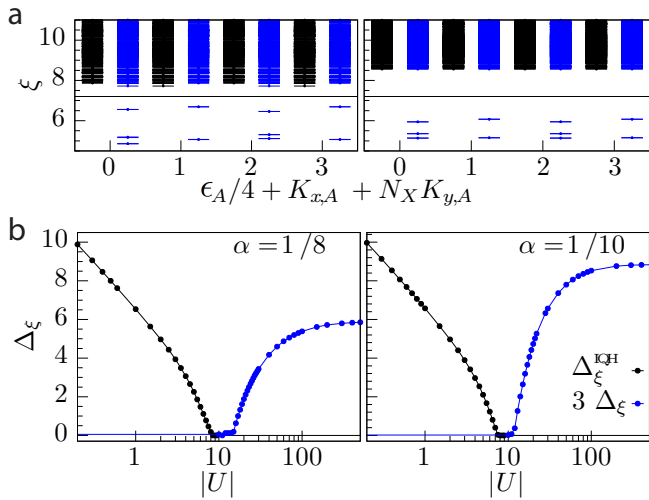 a
10
8
6
ξ
0 1 2 3 0 1 2 3
ϵ_A/4 + K_{x,A} + N_X K_{y,A}
b
10
8
6
4
2
0
Δ_ξ
α = 1/8
α = 1/10
Δ_ξ^{IQH}
3 Δ_ξ
1 10 100 1 10 100
|U| |U|